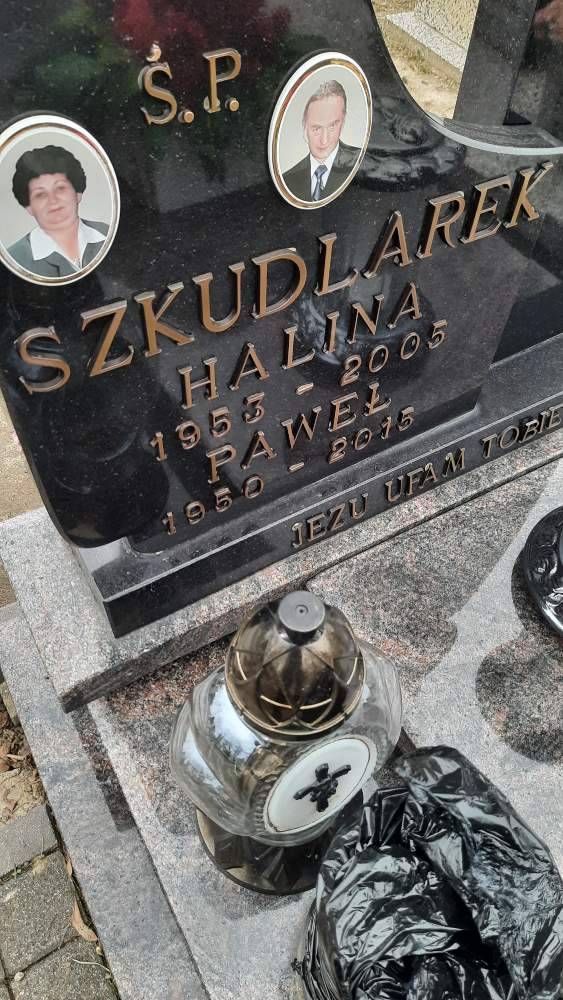 Ś.P.
SZKUDLAREK
HALINA
1953 - 2005
PAWEŁ
1950 - 2015
JEZU UFAM TOBIE